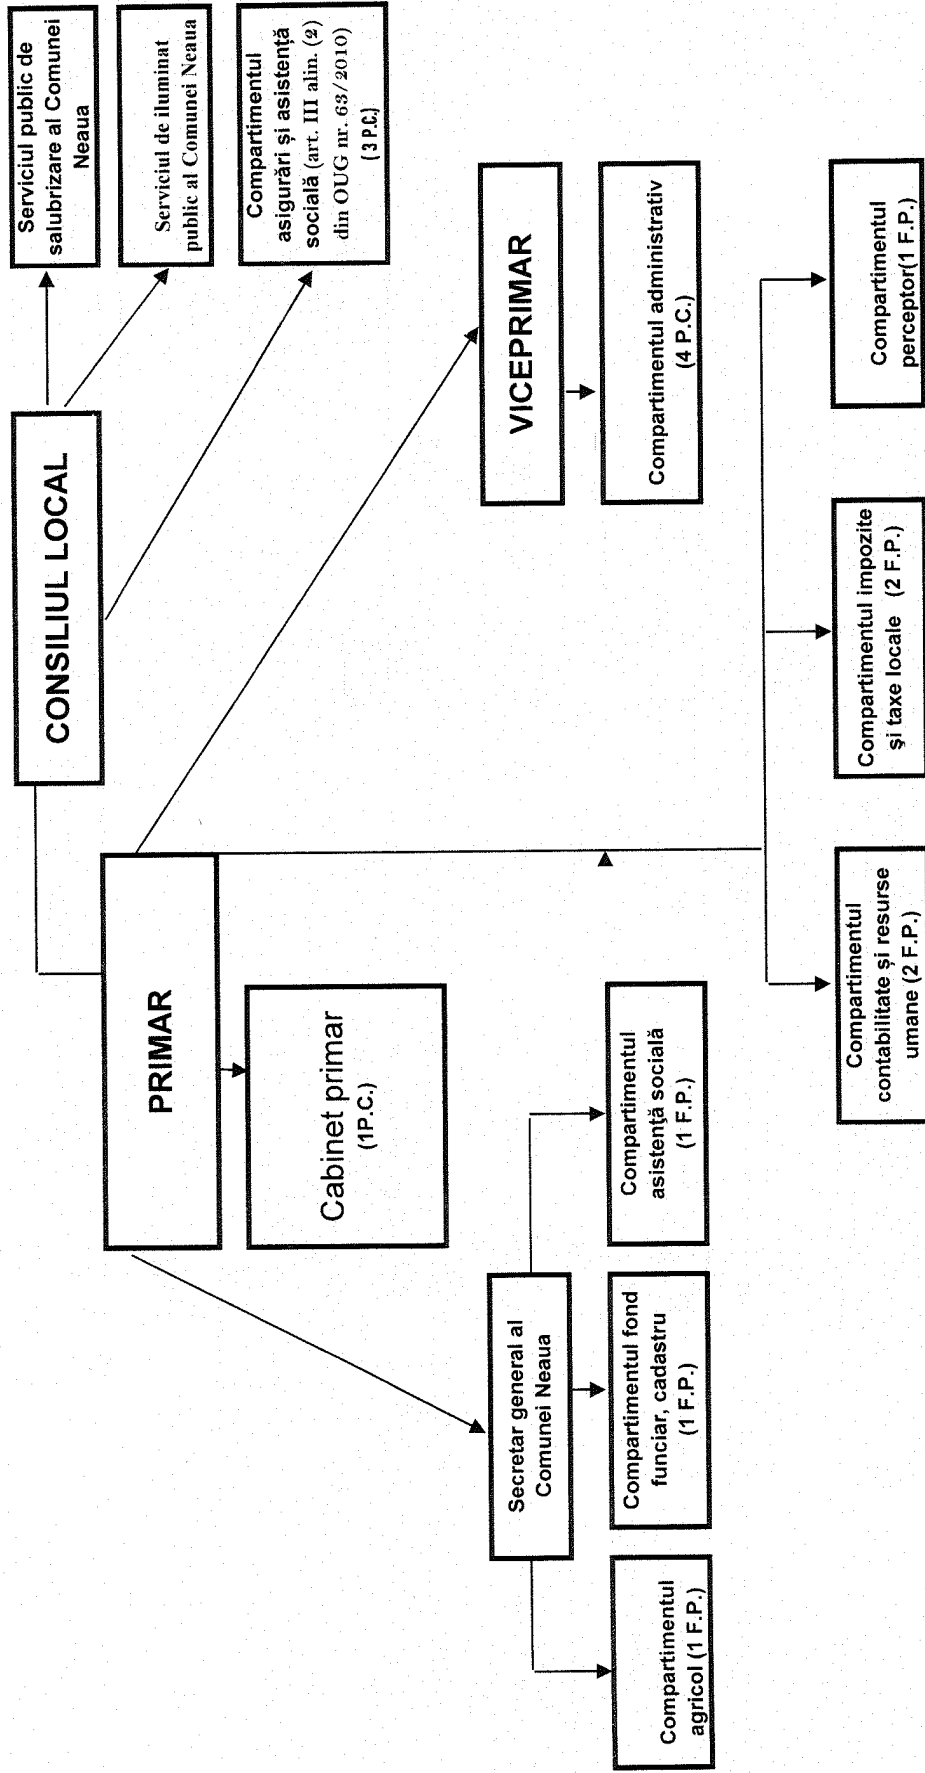 CONSILIUL LOCAL
Serviciul public de
salubrizare al Comunei
Neaua
Serviciul de iluminat
public al Comunei Neaua
Compartimentul
asigurări și asistență
socială (art. III alin. (2)
din OUG nr. 63/2010)
( 3 P.C.)
PRIMAR
Cabinet primar
(1P.C.)
VICEPRIMAR
Compartimentul administrativ
(4 P.C.)
Secretar general al
Comunei Neaua
Compartimentul
agricol (1 F.P.)
Compartimentul fond
funciar, cadastru
(1 F.P.)
Compartimentul
asistenţă socială
(1 F.P.)
Compartimentul
contabilitate și resurse
umane (2 F.P.)
Compartimentul impozite
şi taxe locale (2 F.P.)
Compartimentul
perceptor(1 F.P.)